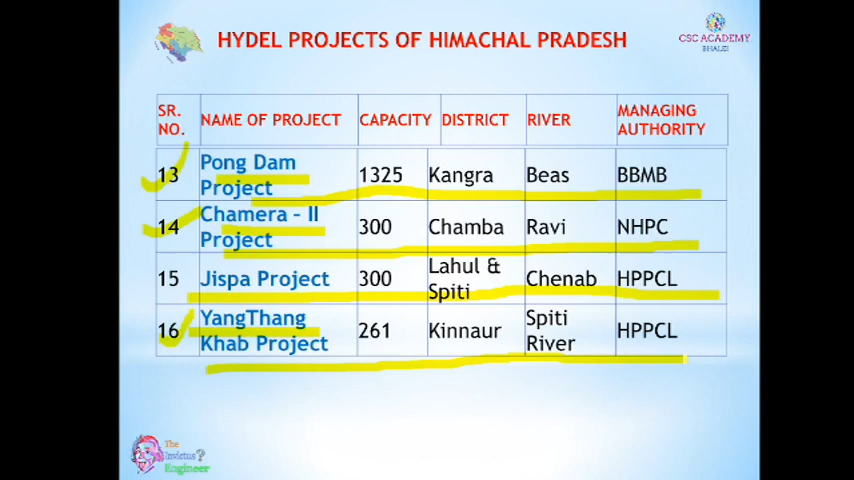 HYDEL PROJECTS OF HIMACHAL PRADESH
CSC ACADEMY
BHALEI
SR. NO. NAME OF PROJECT CAPACITY DISTRICT RIVER MANAGING AUTHORITY
13 Pong Dam Project 1325 Kangra Beas BBMB
14 Chamera - II Project 300 Chamba Ravi NHPC
15 Jispa Project 300 Lahul & Spiti Chenab HPPCL
16 YangThang Khab Project 261 Kinnaur Spiti River HPPCL
The
Invictus?
Engineer